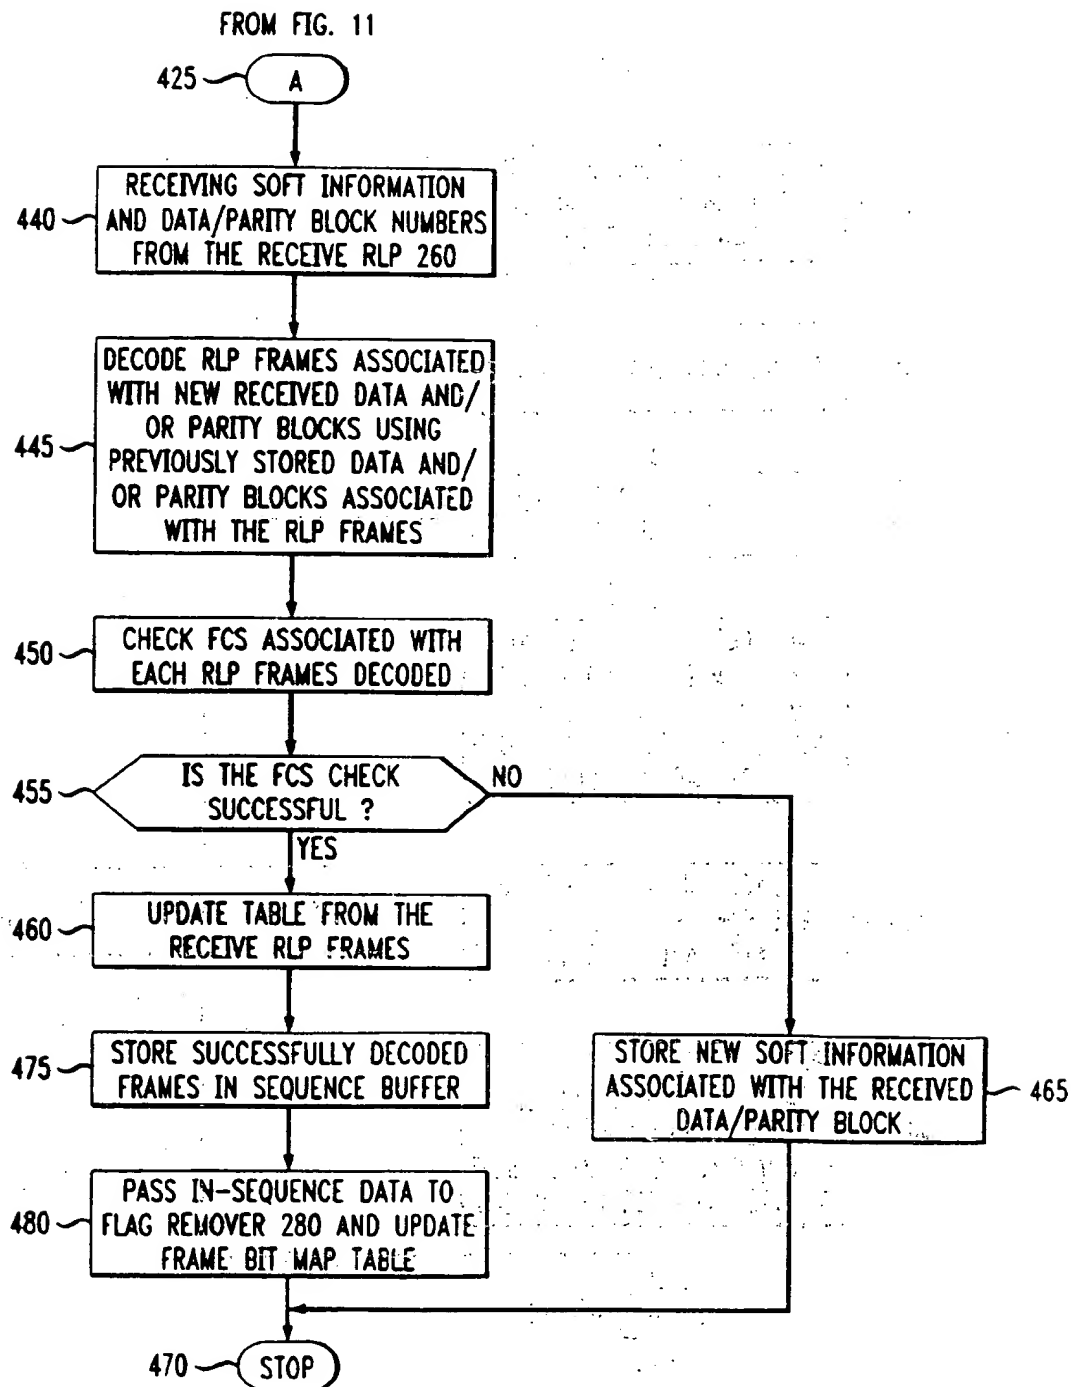 FROM FIG. 11
425
A
440
RECEIVING SOFT INFORMATION
AND DATA/PARITY BLOCK NUMBERS
FROM THE RECEIVE RLP 260
445
DECODE RLP FRAMES ASSOCIATED
WITH NEW RECEIVED DATA AND/
OR PARITY BLOCKS USING
PREVIOUSLY STORED DATA AND/
OR PARITY BLOCKS ASSOCIATED
WITH THE RLP FRAMES
450
CHECK FCS ASSOCIATED WITH
EACH RLP FRAMES DECODED
455
IS THE FCS CHECK
SUCCESSFUL ?
NO
YES
460
UPDATE TABLE FROM THE
RECEIVE RLP FRAMES
475
STORE SUCCESSFULLY DECODED
FRAMES IN SEQUENCE BUFFER
STORE NEW SOFT INFORMATION
ASSOCIATED WITH THE RECEIVED
DATA/PARITY BLOCK
465
480
PASS IN-SEQUENCE DATA TO
FLAG REMOVER 280 AND UPDATE
FRAME BIT MAP TABLE
470
STOP